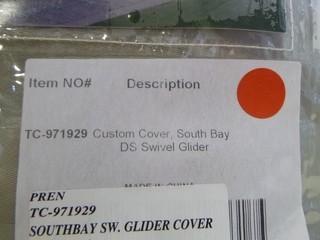 Item NO# Description
TC-971929 Custom Cover, South Bay
DS Swivel Glider
MADE IN CHINA
PREN
TC-971929
SOUTHBAY SW. GLIDER COVER